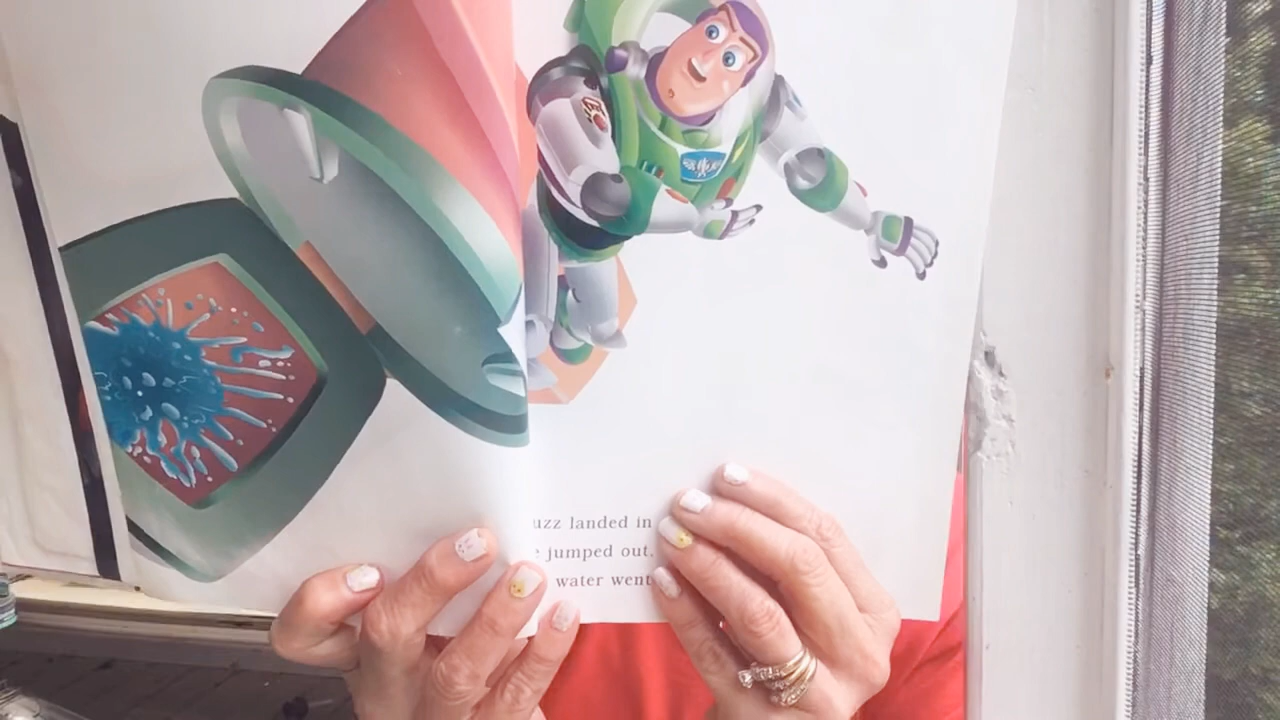 uzz landed in
e jumped out,
water went